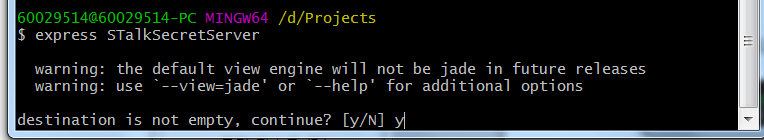 60029514@60029514-PC MINGW64 /d/Projects
$ express STalkSecretServer
warning: the default view engine will not be jade in future releases
warning: use `--view=jade' or `--help' for additional options
destination is not empty, continue? [y/N] y